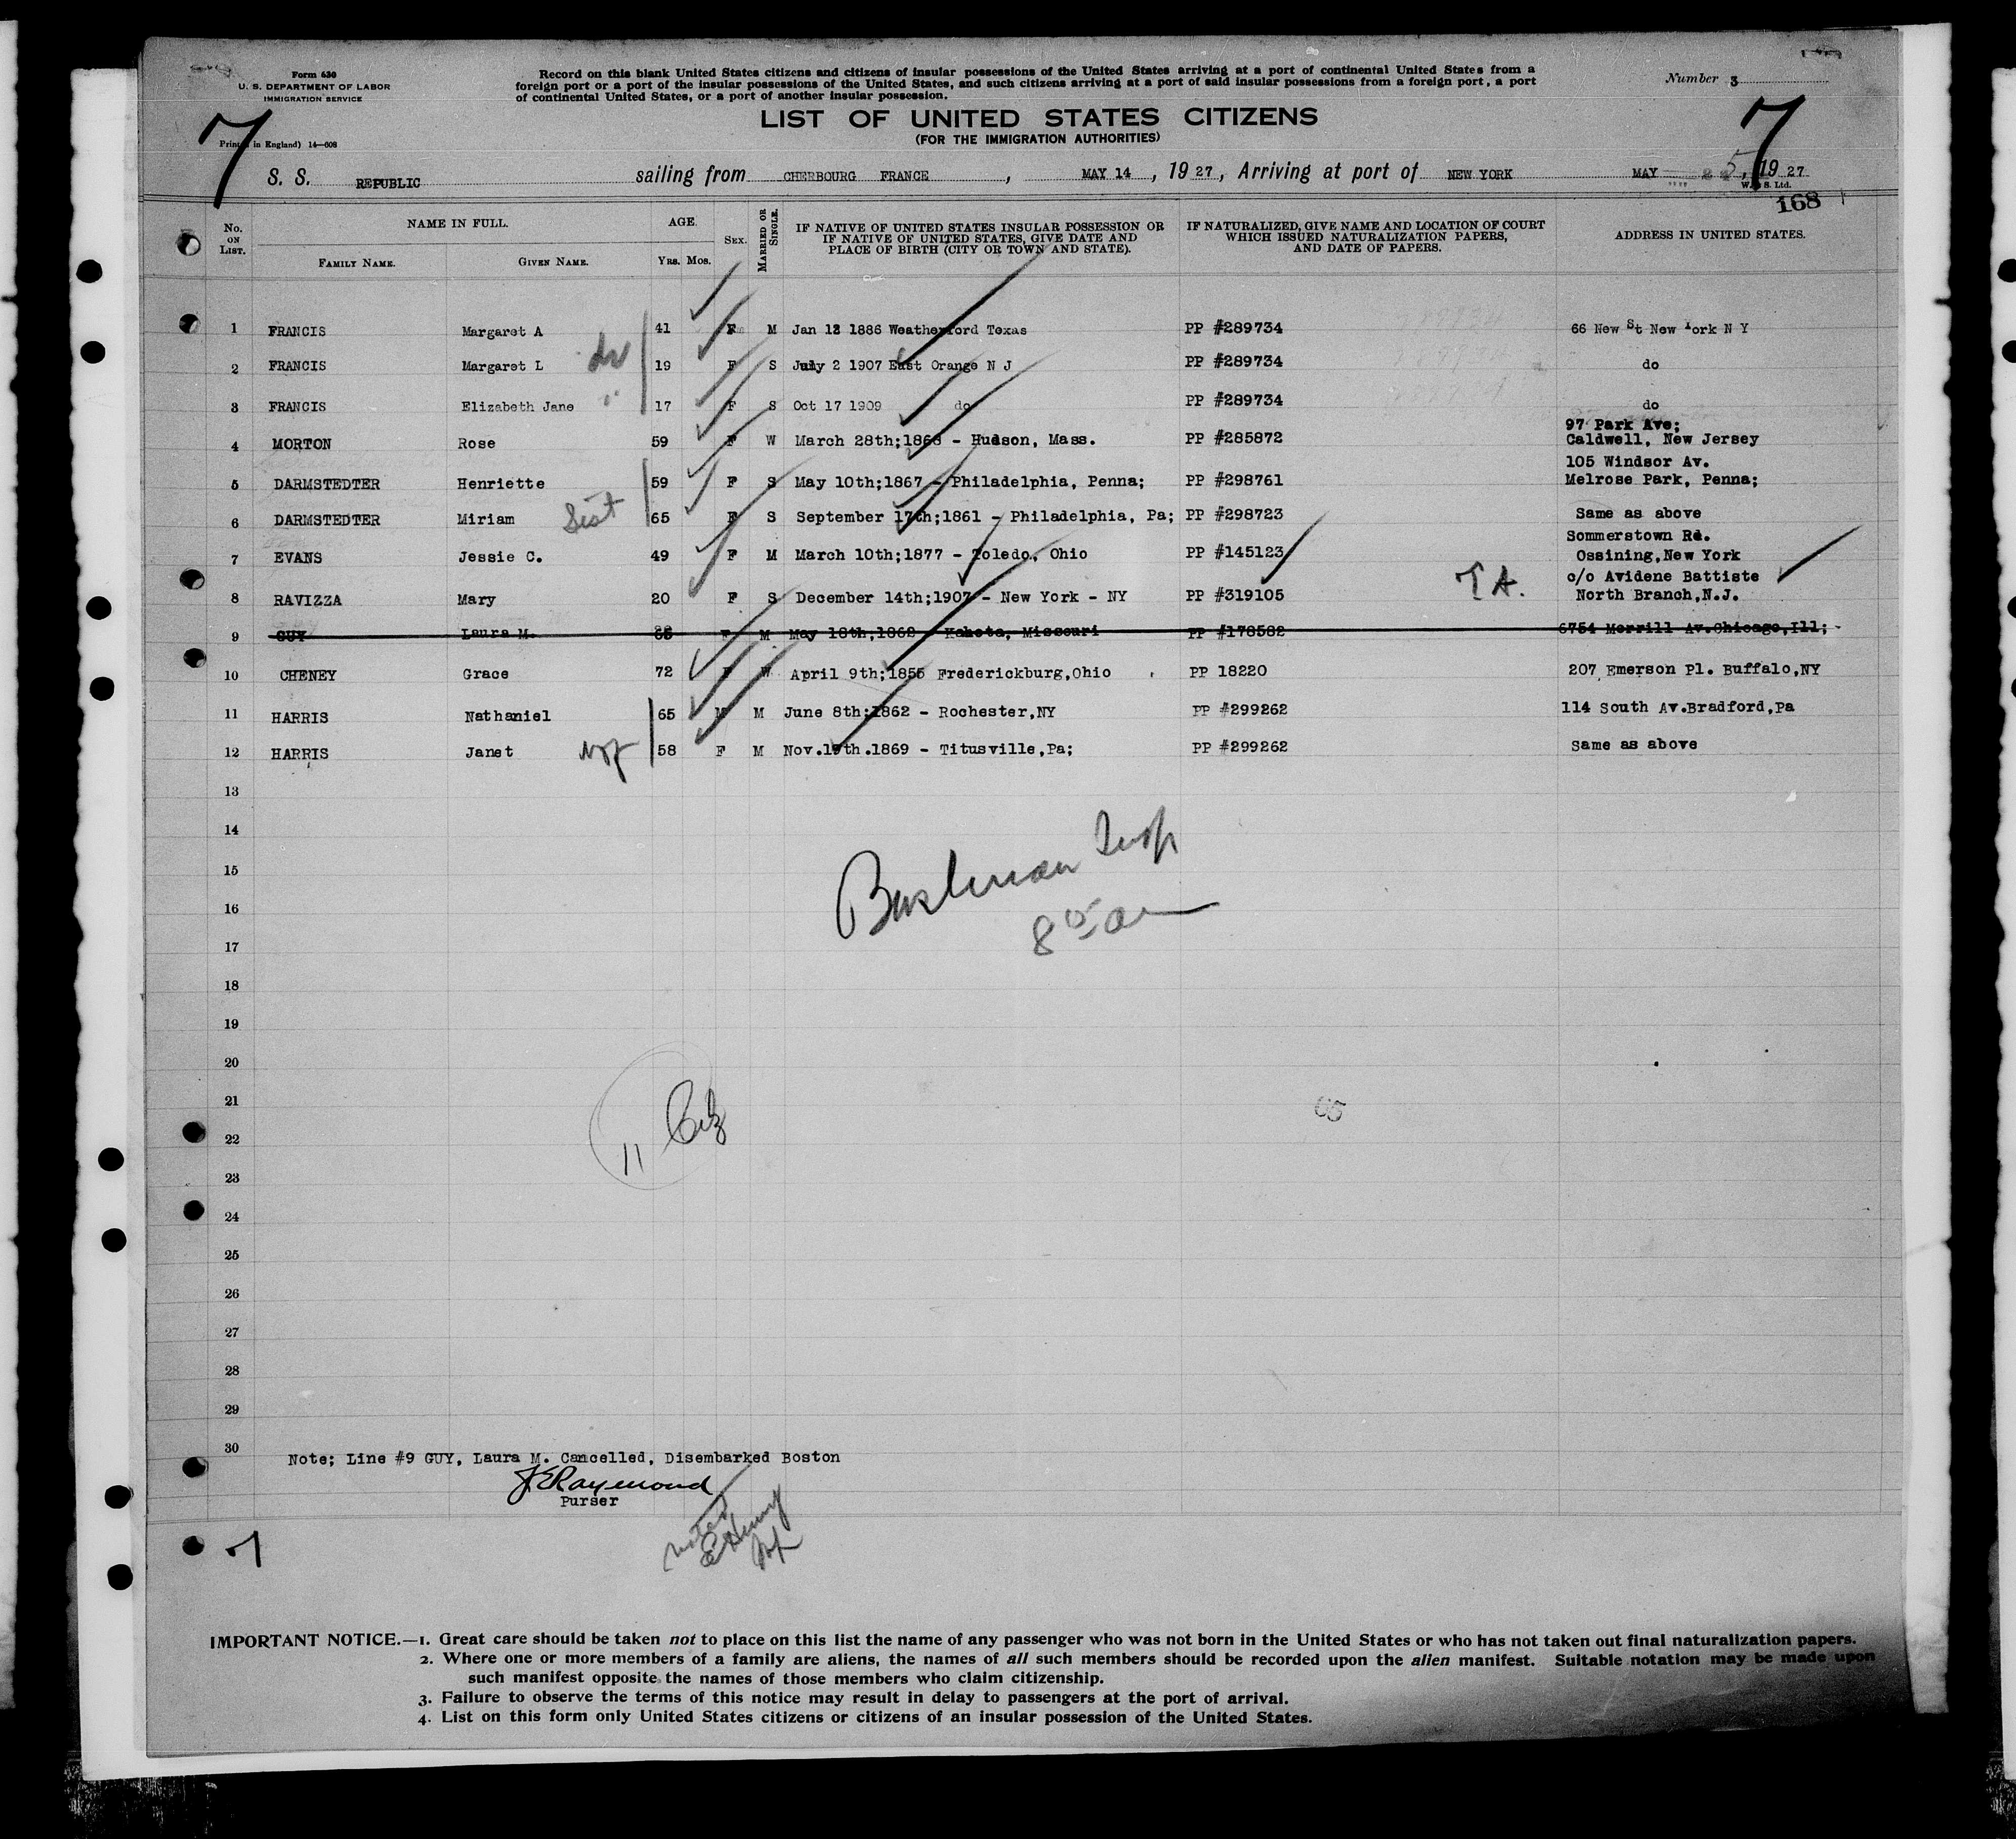 Form 630
U. S. DEPARTMENT OF LABOR
IMMIGRATION SERVICE
Record on this blank United States citizens and citizens of insular possessions of the United States arriving at a port of continental United States from a
foreign port or a port of the insular possessions of the United States, and such citizens arriving at a port of said insular possessions from a foreign port, a port
of continental United States, or a port of another insular possession.
Number 3
LIST OF UNITED STATES CITIZENS
(FOR THE IMMIGRATION AUTHORITIES)
7 in England) 14—608 7
S. S. REPUBLIC sailing from CHERBOURG FRANCE , MAY 14 , 19 27 , Arriving at port of NEW YORK MAY 25, 19 27
168
No. ON LIST. NAME IN FULL. AGE. SEX. MARRIED OR SINGLE. IF NATIVE OF UNITED STATES INSULAR POSSESSION OR IF NATIVE OF UNITED STATES, GIVE DATE AND PLACE OF BIRTH (CITY OR TOWN AND STATE). IF NATURALIZED, GIVE NAME AND LOCATION OF COURT WHICH ISSUED NATURALIZATION PAPERS, AND DATE OF PAPERS. ADDRESS IN UNITED STATES.
FAMILY NAME. GIVEN NAME. YRS. MOS.
1 FRANCIS Margaret A 41 F M Jan 12 1886 Weatherford Texas PP #289734 66 New St New York N Y
2 FRANCIS Margaret L 19 F S July 2 1907 East Orange N J PP #289734 do
3 FRANCIS Elizabeth Jane 17 F S Oct 17 1909 do PP #289734 do
4 MORTON Rose 59 F W March 28th;1868 - Hudson, Mass. PP #285872 97 Park Ave;
Caldwell, New Jersey
5 DARMSTEDTER Henriette 59 F S May 10th;1867 - Philadelphia, Penna; PP #298761 105 Windsor Av.
Melrose Park, Penna;
6 DARMSTEDTER Miriam Sist 65 F S September 17th;1861 - Philadelphia, Pa; PP #298723 Same as above
7 EVANS Jessie C. 49 F M March 10th;1877 - Toledo, Ohio PP #145123 Sommerstown Rd.
Ossining,New York
8 RAVIZZA Mary 20 F S December 14th;1907 - New York - NY PP #319105 T A. c/o Avidene Battiste
North Branch,N.J.
9 GUY Laura M. F M May 18th;1862 - Kahota, Missouri PP #178582 6754 Merrill Av.Chicago,Ill;
10 CHENEY Grace 72 F W April 9th;1855 Frederickburg,Ohio PP 18220 207 Emerson Pl. Buffalo,NY
11 HARRIS Nathaniel 65 M M June 8th;1862 - Rochester,NY PP #299262 114 South Av.Bradford,Pa
12 HARRIS Janet 58 F M Nov.19th.1869 - Titusville,Pa; PP #299262 Same as above
13
14
15
16
17
18
19
20
21
22
11 Citz
23
24
25
26
27
28
29
30
Note; Line #9 GUY, Laura M. Cancelled, Disembarked Boston
Raymond
Purser
noted
7
IMPORTANT NOTICE.—1. Great care should be taken not to place on this list the name of any passenger who was not born in the United States or who has not taken out final naturalization papers.
2. Where one or more members of a family are aliens, the names of all such members should be recorded upon the alien manifest. Suitable notation may be made upon
such manifest opposite the names of those members who claim citizenship.
3. Failure to observe the terms of this notice may result in delay to passengers at the port of arrival.
4. List on this form only United States citizens or citizens of an insular possession of the United States.